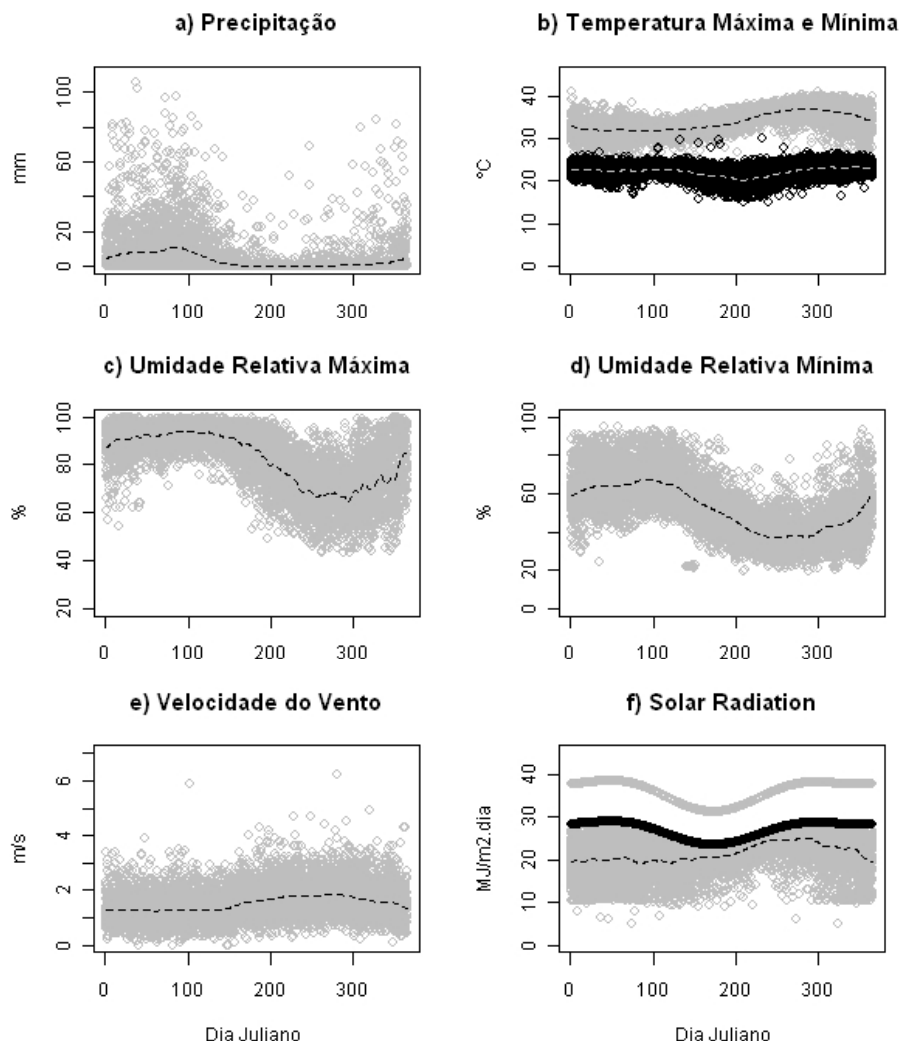 a) Precipitação
mm
0 20 60 100
0 100 200 300
b) Temperatura Máxima e Mínima
ºC
0 10 20 30 40
0 100 200 300
c) Umidade Relativa Máxima
%
20 40 60 80 100
0 100 200 300
d) Umidade Relativa Mínima
%
0 20 40 60 80 100
0 100 200 300
e) Velocidade do Vento
m/s
0 2 4 6
0 100 200 300
Dia Juliano
f) Solar Radiation
MJ/m2.dia
0 10 20 30 40
0 100 200 300
Dia Juliano